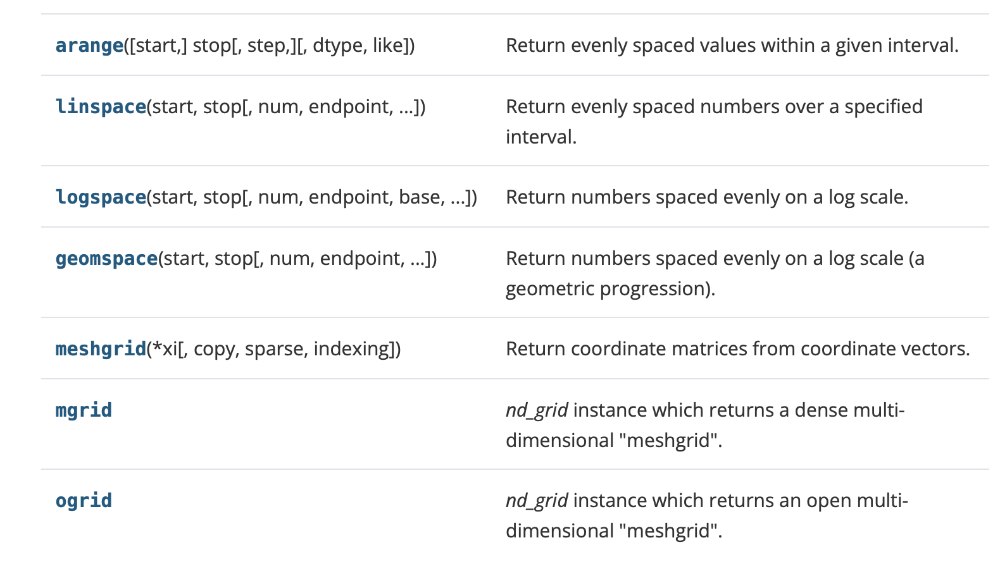 arange([start,] stop[, step,][, dtype, like]) Return evenly spaced values within a given interval.
linspace(start, stop[, num, endpoint, ...]) Return evenly spaced numbers over a specified
interval.
logspace(start, stop[, num, endpoint, base, ...]) Return numbers spaced evenly on a log scale.
geomspace(start, stop[, num, endpoint, ...]) Return numbers spaced evenly on a log scale (a
geometric progression).
meshgrid(*xi[, copy, sparse, indexing]) Return coordinate matrices from coordinate vectors.
mgrid nd_grid instance which returns a dense multi-
dimensional "meshgrid".
ogrid nd_grid instance which returns an open multi-
dimensional "meshgrid".